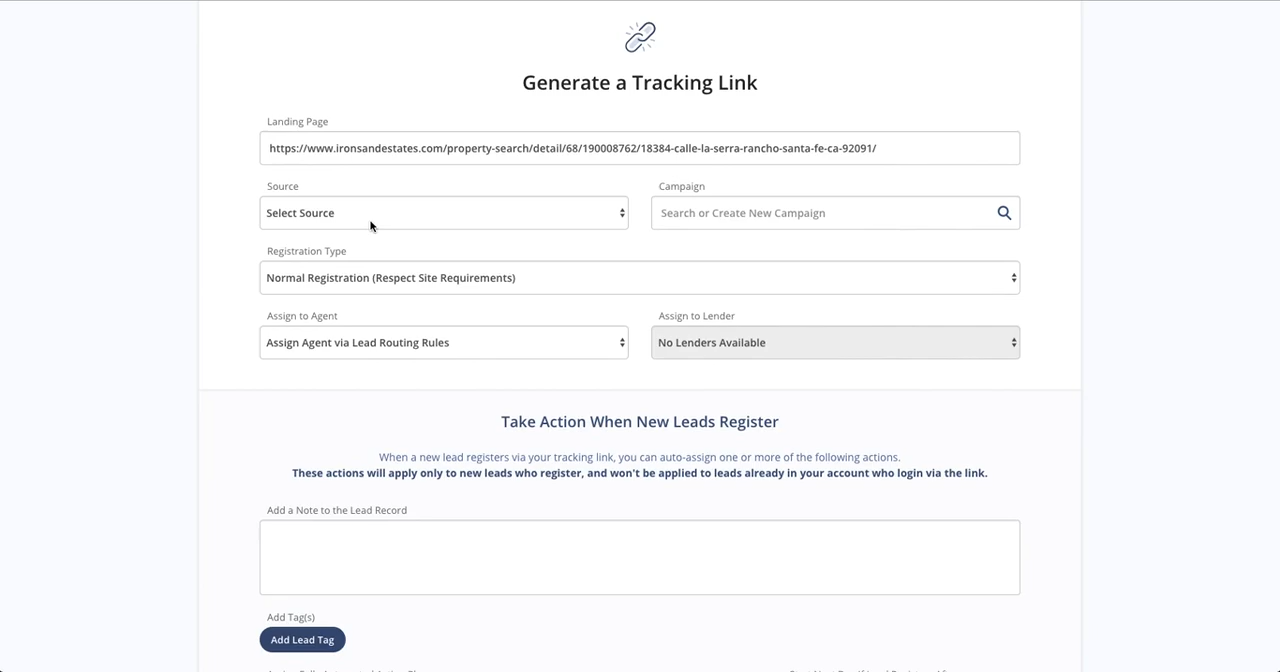 Generate a Tracking Link
Landing Page
https://www.ironsandestates.com/property-search/detail/68/190008762/18384-calle-la-serra-rancho-santa-fe-ca-92091/
Source
Campaign
Select Source
Search or Create New Campaign
Registration Type
Normal Registration (Respect Site Requirements)
Assign to Agent
Assign to Lender
Assign Agent via Lead Routing Rules
No Lenders Available
Take Action When New Leads Register
When a new lead registers via your tracking link, you can auto-assign one or more of the following actions.
These actions will apply only to new leads who register, and won't be applied to leads already in your account who login via the link.
Add a Note to the Lead Record
Add Tag(s)
Add Lead Tag